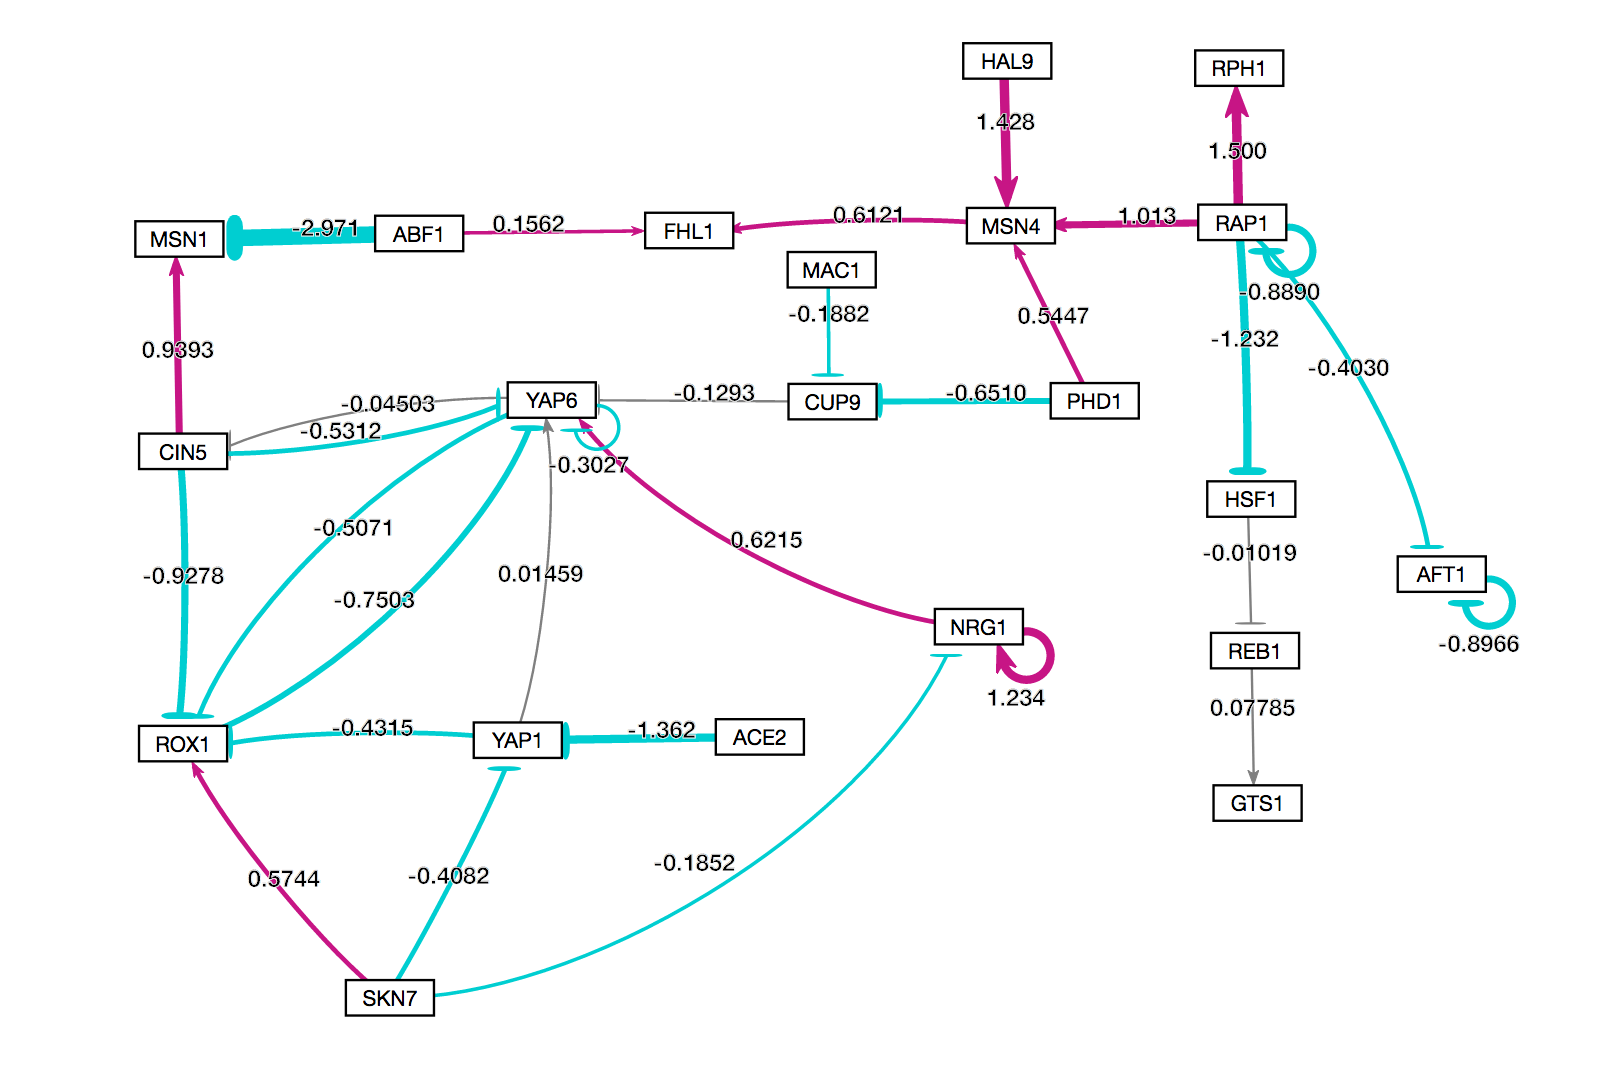 HAL9
RPH1
1.428
1.500
MSN1
-2.971
ABF1
0.1562
FHL1
0.6121
MSN4
1.013
RAP1
MAC1
-0.8890
-0.1882
0.5447
-1.232
0.9393
-0.4030
-0.04503
YAP6
-0.1293
CUP9
-0.6510
PHD1
-0.5312
CIN5
-0.3027
HSF1
-0.5071
0.6215
-0.01019
-0.9278
0.01459
AFT1
-0.7503
NRG1
REB1
-0.8966
1.234
0.07785
ROX1
-0.4315
YAP1
-1.362
ACE2
GTS1
0.5744
-0.4082
-0.1852
SKN7